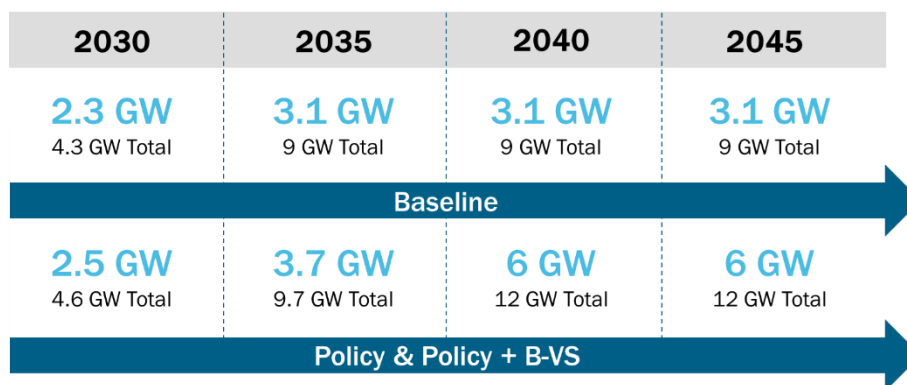 2030 2035 2040 2045
2.3 GW 3.1 GW 3.1 GW 3.1 GW
4.3 GW Total 9 GW Total 9 GW Total 9 GW Total
Baseline
2.5 GW 3.7 GW 6 GW 6 GW
4.6 GW Total 9.7 GW Total 12 GW Total 12 GW Total
Policy & Policy + B-VS